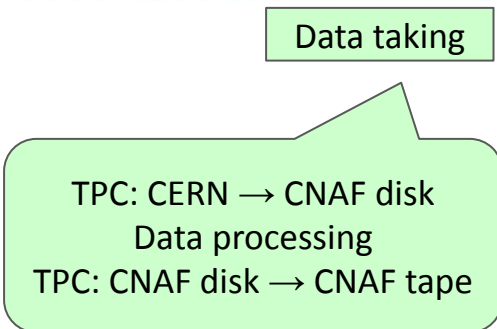 Data taking
TPC: CERN → CNAF disk
Data processing
TPC: CNAF disk → CNAF tape